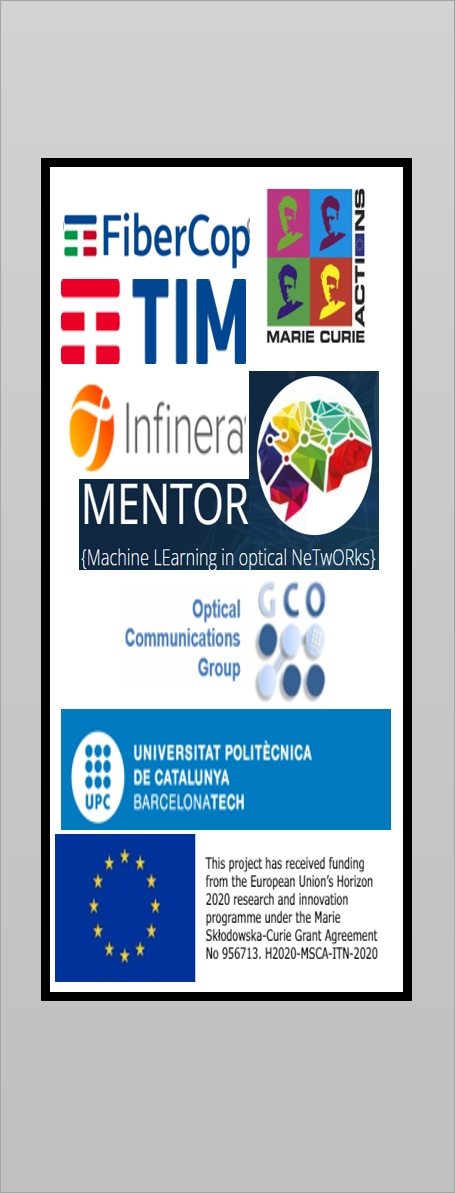 FiberCop
TIM
MARIE CURIE
ACTIONS
Infinera
MENTOR
{Machine LEarning in optical NeTwORks}
GCO
Optical
Communications
Group
UPC
UNIVERSITAT POLITÈCNICA
DE CATALUNYA
BARCELONATECH
This project has received funding
from the European Union's Horizon
2020 research and innovation
programme under the Marie
Skłodowska-Curie Grant Agreement
No 956713. H2020-MSCA-ITN-2020